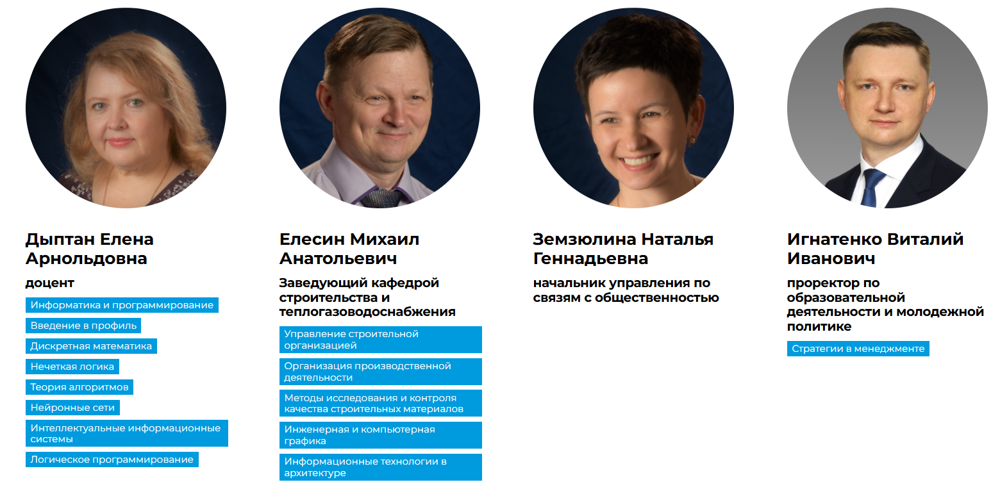 Дыптан Елена
Арнольдовна
доцент
Информатика и программирование
Введение в профиль
Дискретная математика
Нечеткая логика
Теория алгоритмов
Нейронные сети
Интеллектуальные информационные
системы
Логическое программирование
Елесин Михаил
Анатольевич
Заведующий кафедрой
строительства и
теплогазоводоснабжения
Управление строительной
организацией
Организация производственной
деятельности
Методы исследования и контроля
качества строительных материалов
Инженерная и компьютерная
графика
Информационные технологии в
архитектуре
Земзюлина Наталья
Геннадьевна
начальник управления по
связям с общественностью
Игнатенко Виталий
Иванович
проректор по
образовательной
деятельности и молодежной
политике
Стратегии в менеджменте